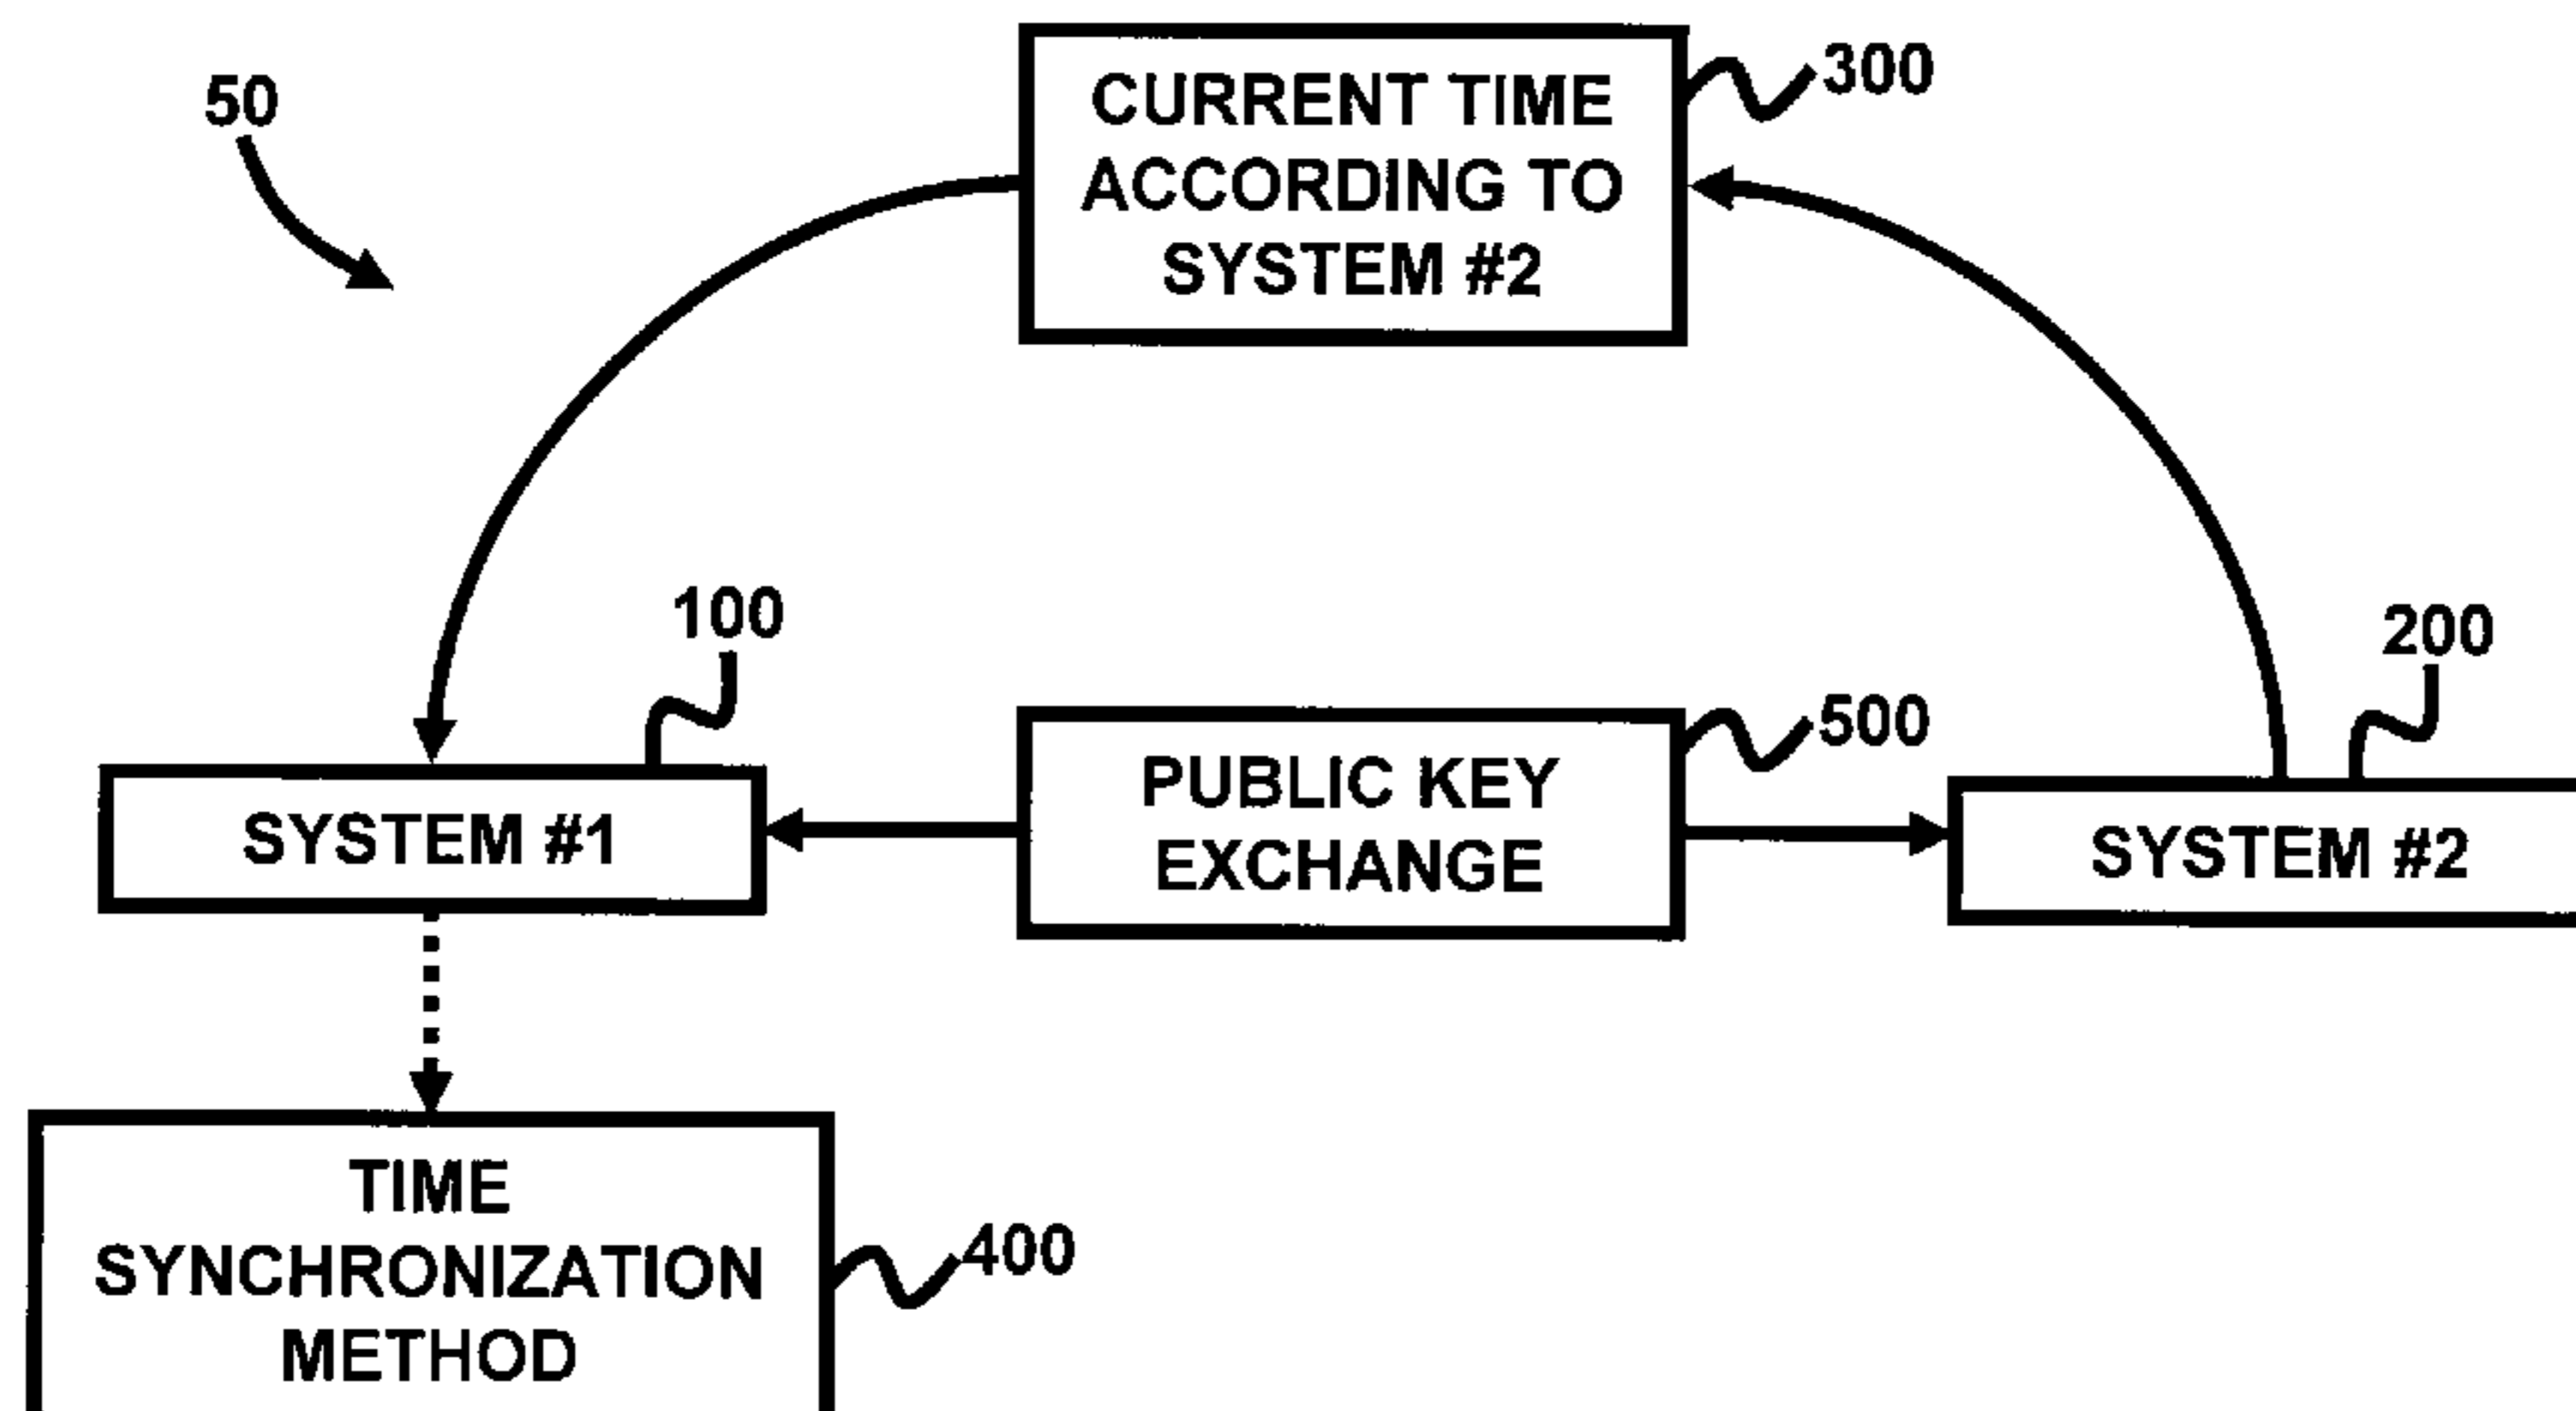 50
CURRENT TIME
ACCORDING TO
SYSTEM #2
300
100
200
SYSTEM #1
PUBLIC KEY
EXCHANGE
500
SYSTEM #2
TIME
SYNCHRONIZATION
METHOD
400